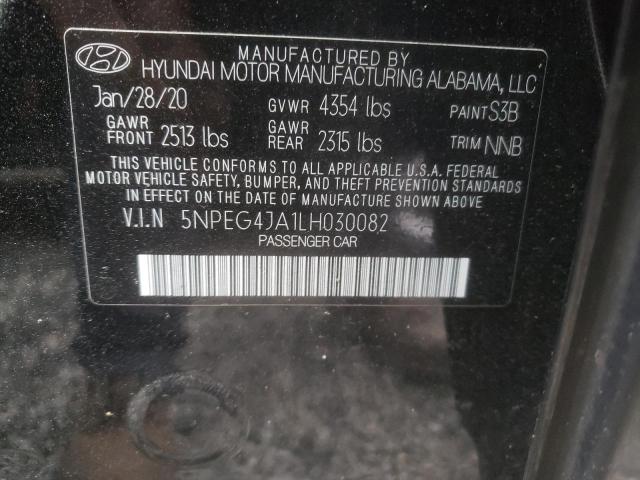 MANUFACTURED BY
HYUNDAI MOTOR MANUFACTURING ALABAMA, LLC
Jan/28/20 GVWR 4354 lbs PAINT S3B
GAWR FRONT 2513 lbs GAWR REAR 2315 lbs TRIM NNB
THIS VEHICLE CONFORMS TO ALL APPLICABLE U.S.A. FEDERAL
MOTOR VEHICLE SAFETY, BUMPER, AND THEFT PREVENTION STANDARDS
IN EFFECT ON THE DATE OF MANUFACTURE SHOWN ABOVE.
V.I.N 5NPEG4JA1LH030082
PASSENGER CAR